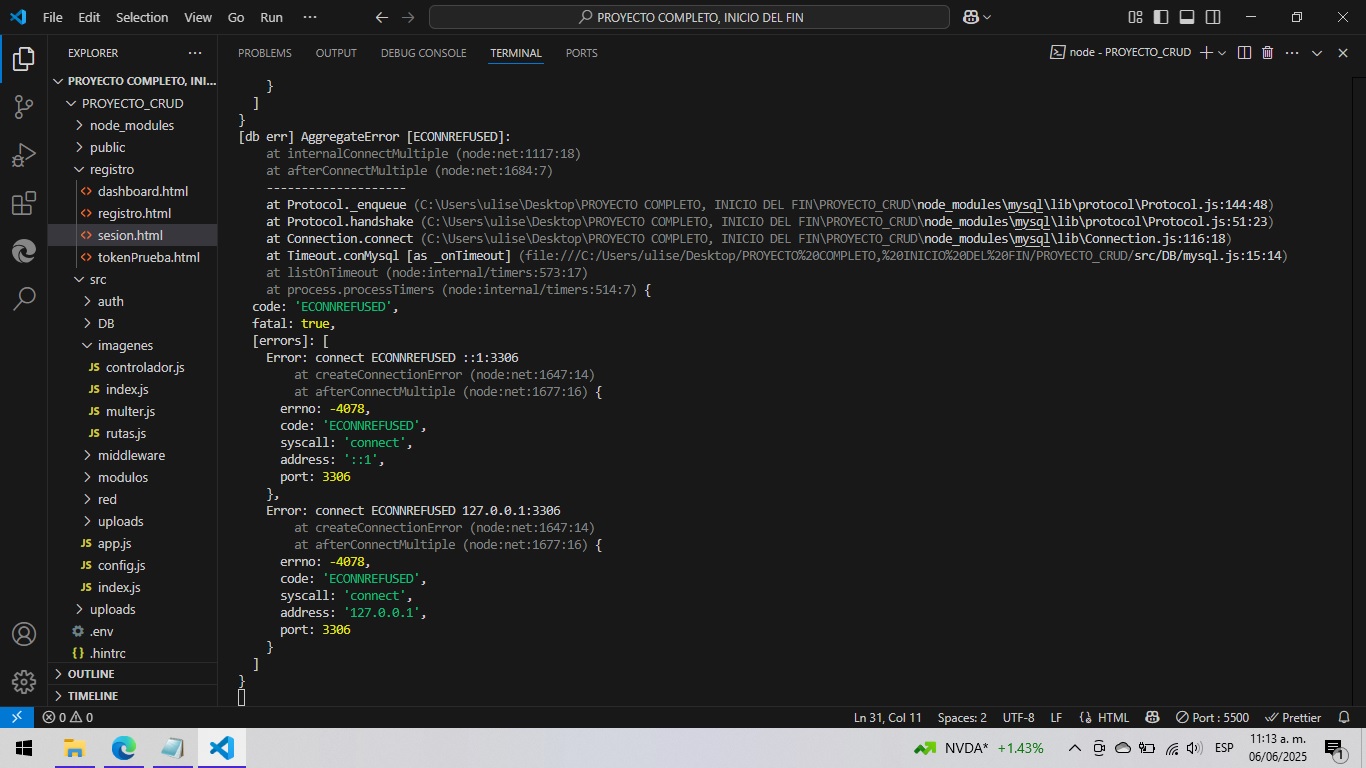 File Edit Selection View Go Run ··· PROYECTO COMPLETO, INICIO DEL FIN
EXPLORER ···
PROYECTO COMPLETO, INI...
PROYECTO_CRUD
node_modules
public
registro
dashboard.html
registro.html
sesion.html
tokenPrueba.html
src
auth
DB
imagenes
JS controlador.js
JS index.js
JS multer.js
JS rutas.js
middleware
modulos
red
uploads
JS app.js
JS config.js
JS index.js
uploads
.env
{} .hintrc
OUTLINE
TIMELINE
PROBLEMS OUTPUT DEBUG CONSOLE TERMINAL PORTS
node - PROYECTO_CRUD
}
]
}
[db err] AggregateError [ECONNREFUSED]:
at internalConnectMultiple (node:net:1117:18)
at afterConnectMultiple (node:net:1684:7)
--------------------
at Protocol._enqueue (C:\Users\ulise\Desktop\PROYECTO COMPLETO, INICIO DEL FIN\PROYECTO_CRUD\node_modules\mysql\lib\protocol\Protocol.js:144:48)
at Protocol.handshake (C:\Users\ulise\Desktop\PROYECTO COMPLETO, INICIO DEL FIN\PROYECTO_CRUD\node_modules\mysql\lib\protocol\Protocol.js:51:23)
at Connection.connect (C:\Users\ulise\Desktop\PROYECTO COMPLETO, INICIO DEL FIN\PROYECTO_CRUD\node_modules\mysql\lib\Connection.js:116:18)
at Timeout.conMysql [as _onTimeout] (file:///C:/Users/ulise/Desktop/PROYECTO%20COMPLETO,%20INICIO%20DEL%20FIN/PROYECTO_CRUD/src/DB/mysql.js:15:14)
at listOnTimeout (node:internal/timers:573:17)
at process.processTimers (node:internal/timers:514:7) {
code: 'ECONNREFUSED',
fatal: true,
[errors]: [
Error: connect ECONNREFUSED ::1:3306
at createConnectionError (node:net:1647:14)
at afterConnectMultiple (node:net:1677:16) {
errno: -4078,
code: 'ECONNREFUSED',
syscall: 'connect',
address: '::1',
port: 3306
},
Error: connect ECONNREFUSED 127.0.0.1:3306
at createConnectionError (node:net:1647:14)
at afterConnectMultiple (node:net:1677:16) {
errno: -4078,
code: 'ECONNREFUSED',
syscall: 'connect',
address: '127.0.0.1',
port: 3306
}
]
}
0 0 Ln 31, Col 11 Spaces: 2 UTF-8 LF {} HTML Port : 5500 Prettier
NVDA* +1.43% ESP 11:13 a. m.
06/06/2025 1